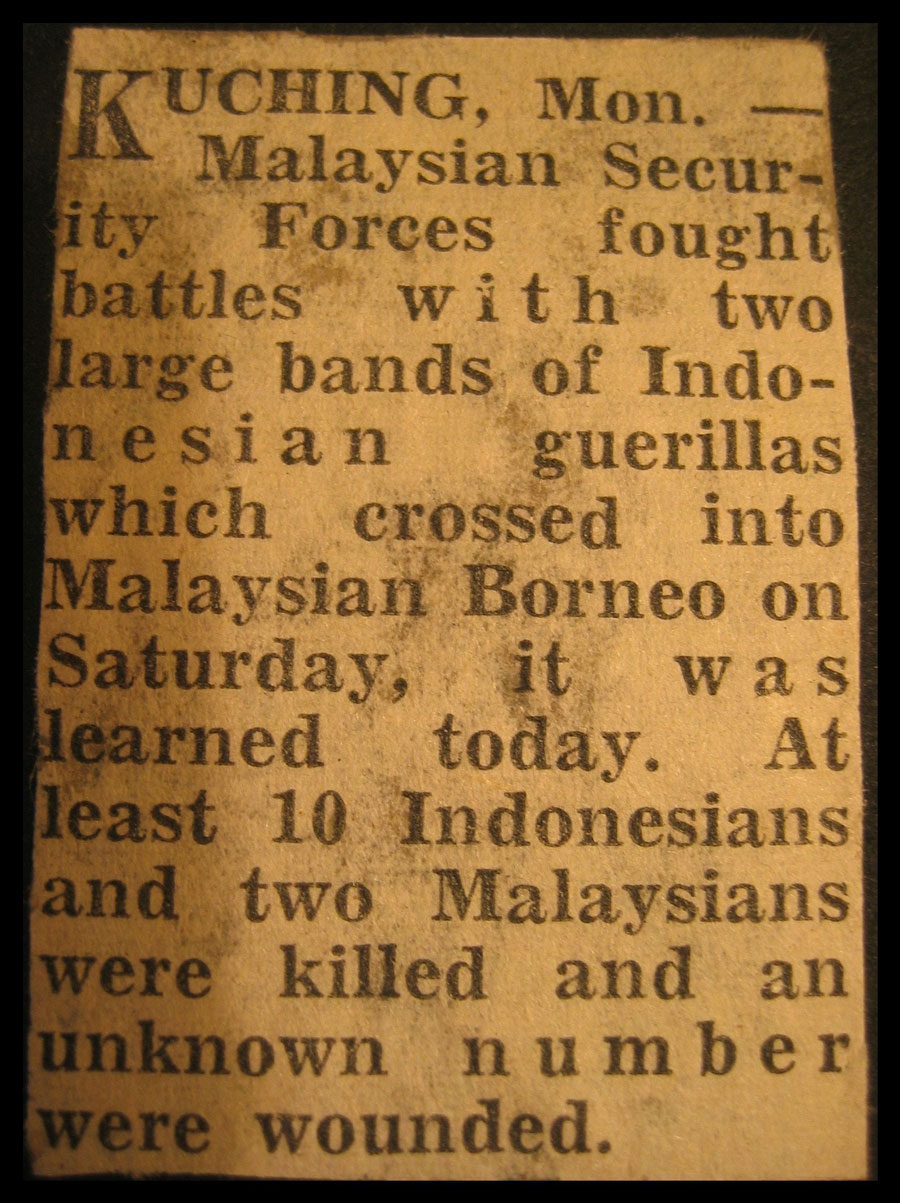 KUCHING, Mon. —
Malaysian Secur-
ity Forces fought
battles with two
large bands of Indo-
nesian guerillas
which crossed into
Malaysian Borneo on
Saturday, it was
learned today. At
least 10 Indonesians
and two Malaysians
were killed and an
unknown number
were wounded.